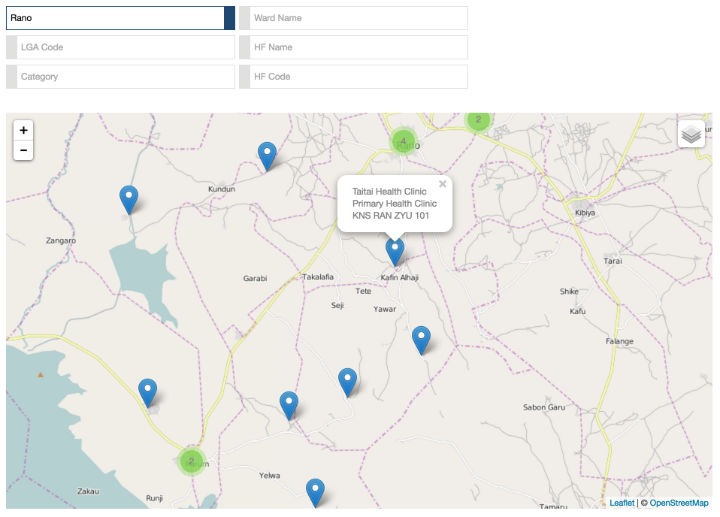 Rano
Ward Name
LGA Code
HF Name
Category
HF Code
+
−
2
4
Kundun
Taitai Health Clinic
Primary Health Clinic
KNS RAN ZYU 101
×
Kibiya
Zangaro
Tarai
Garabi
Takalafia
Kafin Alhaji
Tete
Shike
Seji
Yawar
Kafu
Falange
Sabon Garu
2
Yelwa
Zakau
Runji
Tamaru
Leaflet | © OpenStreetMap